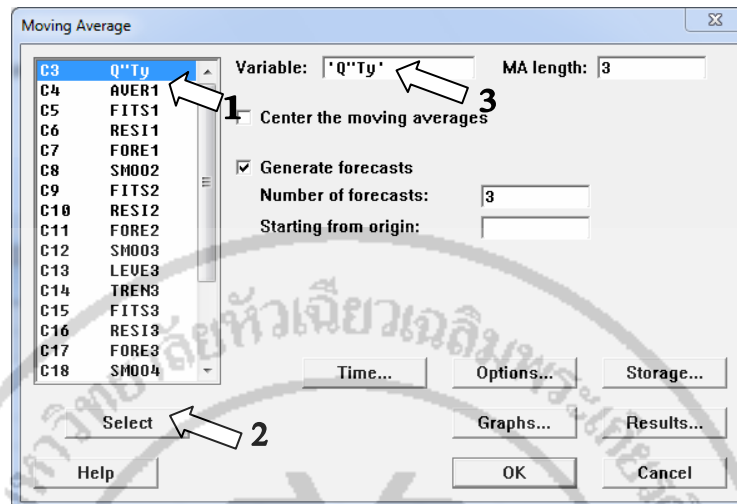 Moving Average
C3 Q"Ty
C4 AVER1
C5 FITS1
C6 RESI1
C7 FORE1
C8 SMOO2
C9 FITS2
C10 RESI2
C11 FORE2
C12 SMOO3
C13 LEVE3
C14 TREN3
C15 FITS3
C16 RESI3
C17 FORE3
C18 SMOO4
1
Variable: 'Q"Ty'
3
MA length: 3
Center the moving averages
Generate forecasts
Number of forecasts: 3
Starting from origin:
Time... Options... Storage...
Select
2
Graphs... Results...
Help
OK Cancel